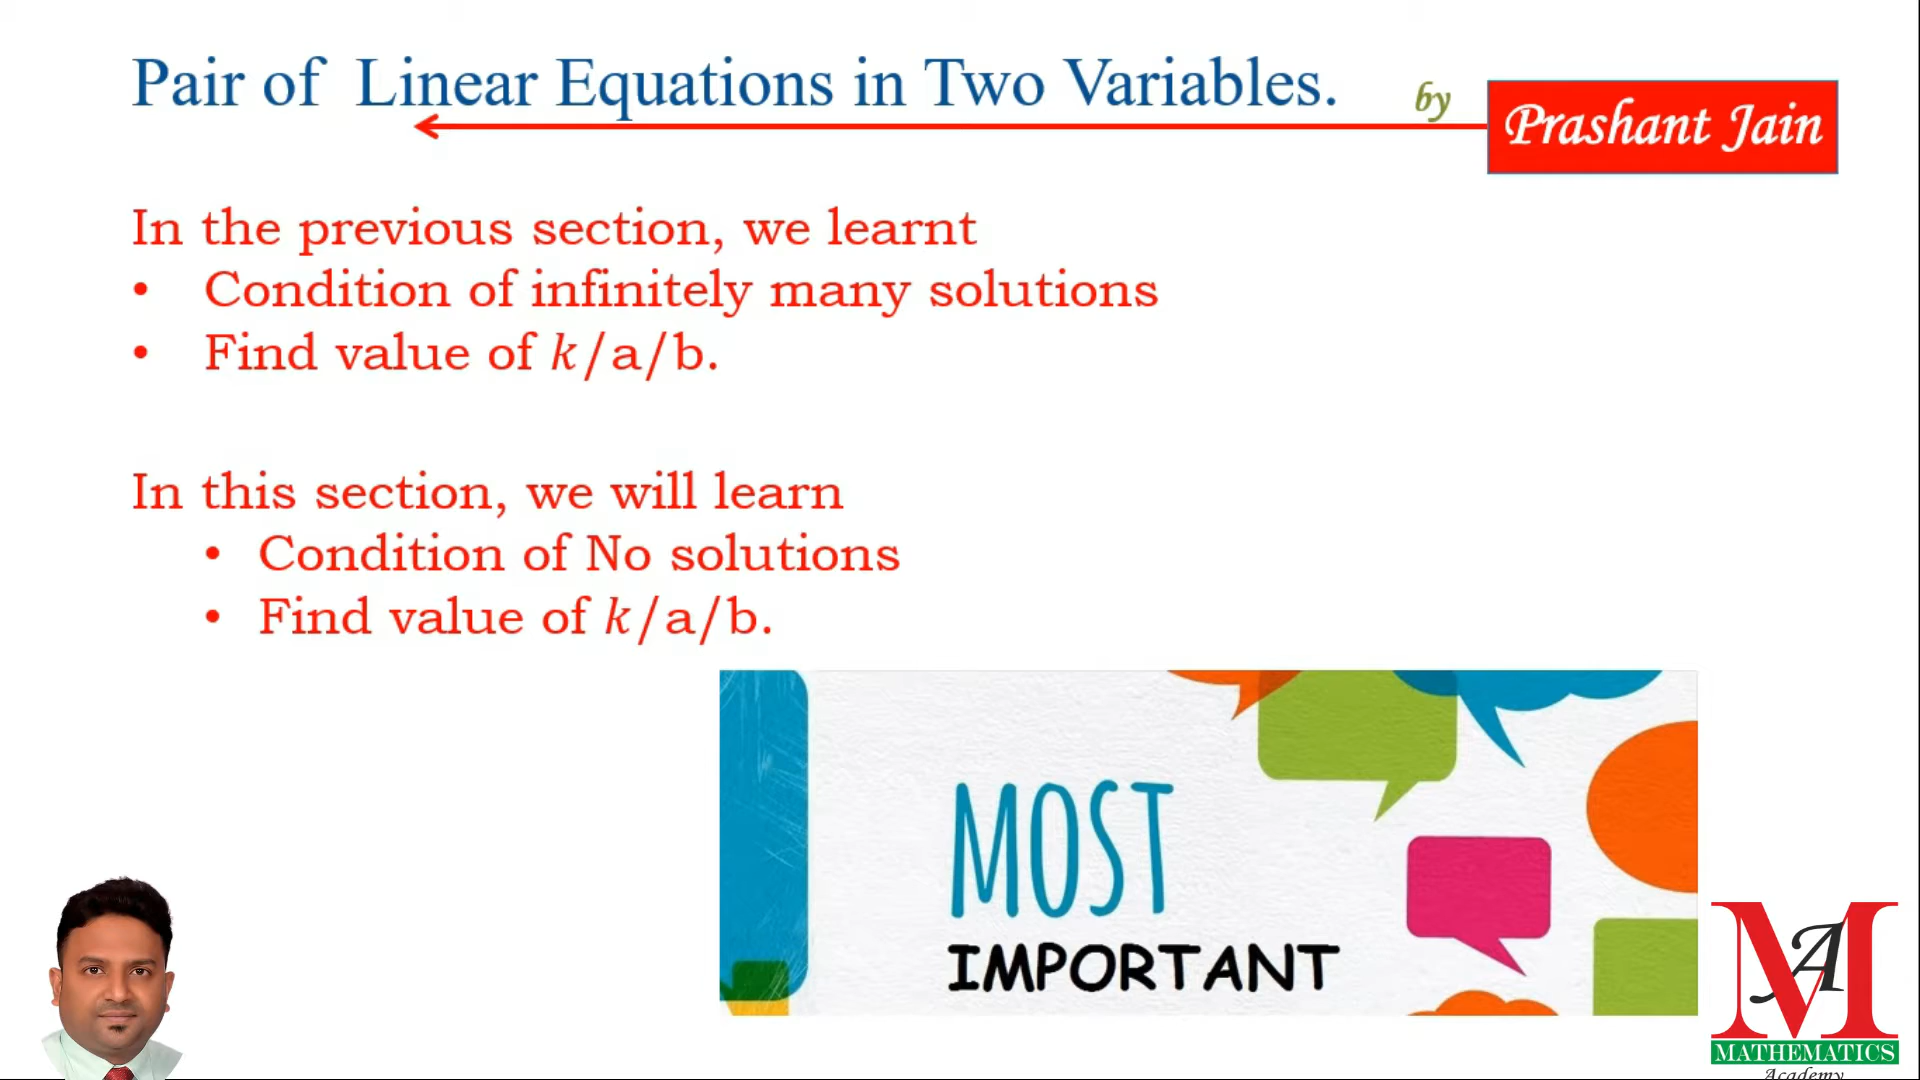 Pair of Linear Equations in Two Variables.
by
Prashant Jain
In the previous section, we learnt
• Condition of infinitely many solutions
• Find value of k/a/b.
In this section, we will learn
• Condition of No solutions
• Find value of k/a/b.
MOST
IMPORTANT
MA
MATHEMATICS
Academy